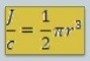 J/c = 1/2 πr³